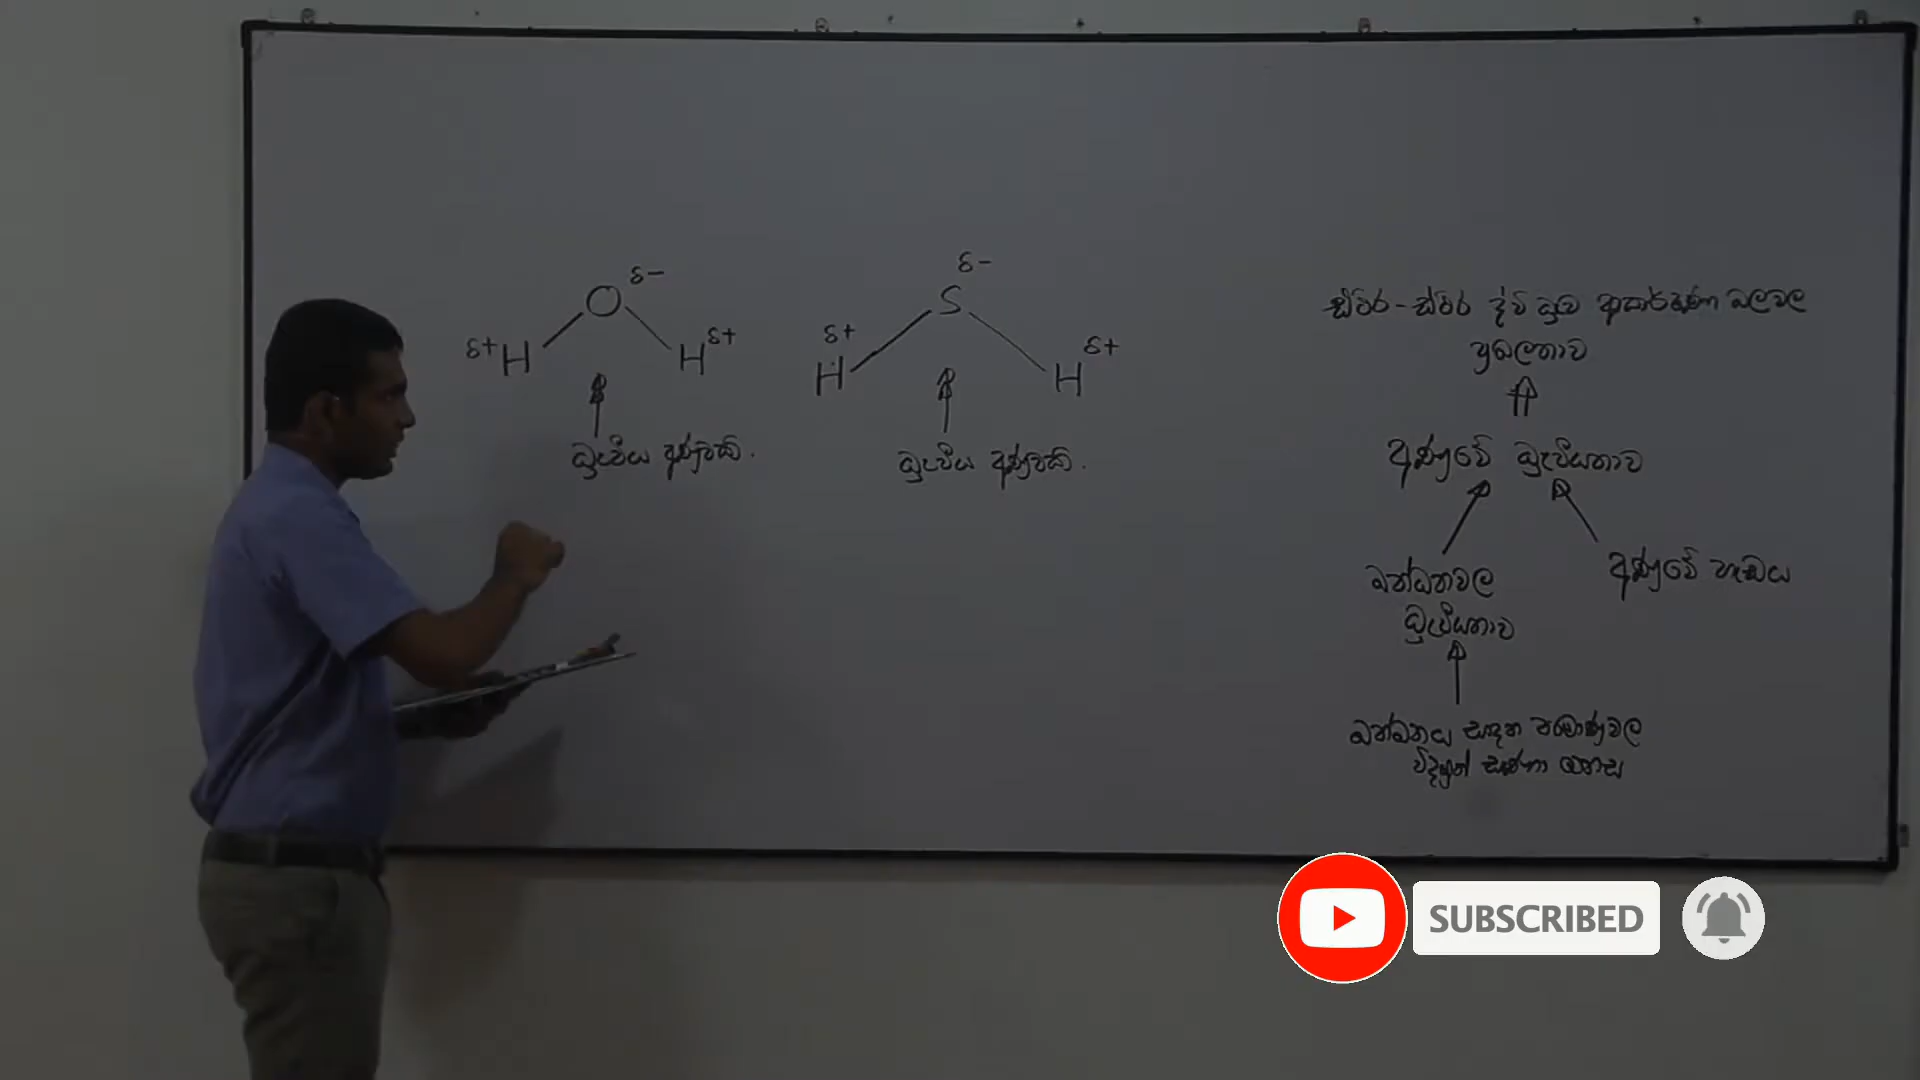 δ-
O
δ+ H
H δ+
ධ්‍රැවීය අණුවකි.
δ-
S
δ+
H
δ+
H
ධ්‍රැවීය අණුවකි.
ස්ථිර - ස්ථිර ද්වි ධ්‍රැව ආකර්ෂණ බලවල
ප්‍රබලතාව
අණුවේ ධ්‍රැවීයතාව
බන්ධනවල
ධ්‍රැවීයතාව
අණුවේ හැඩය
බන්ධනය සෑදූ පරමාණුවල
විද්‍යුත් සෘණතා වෙනස
SUBSCRIBED